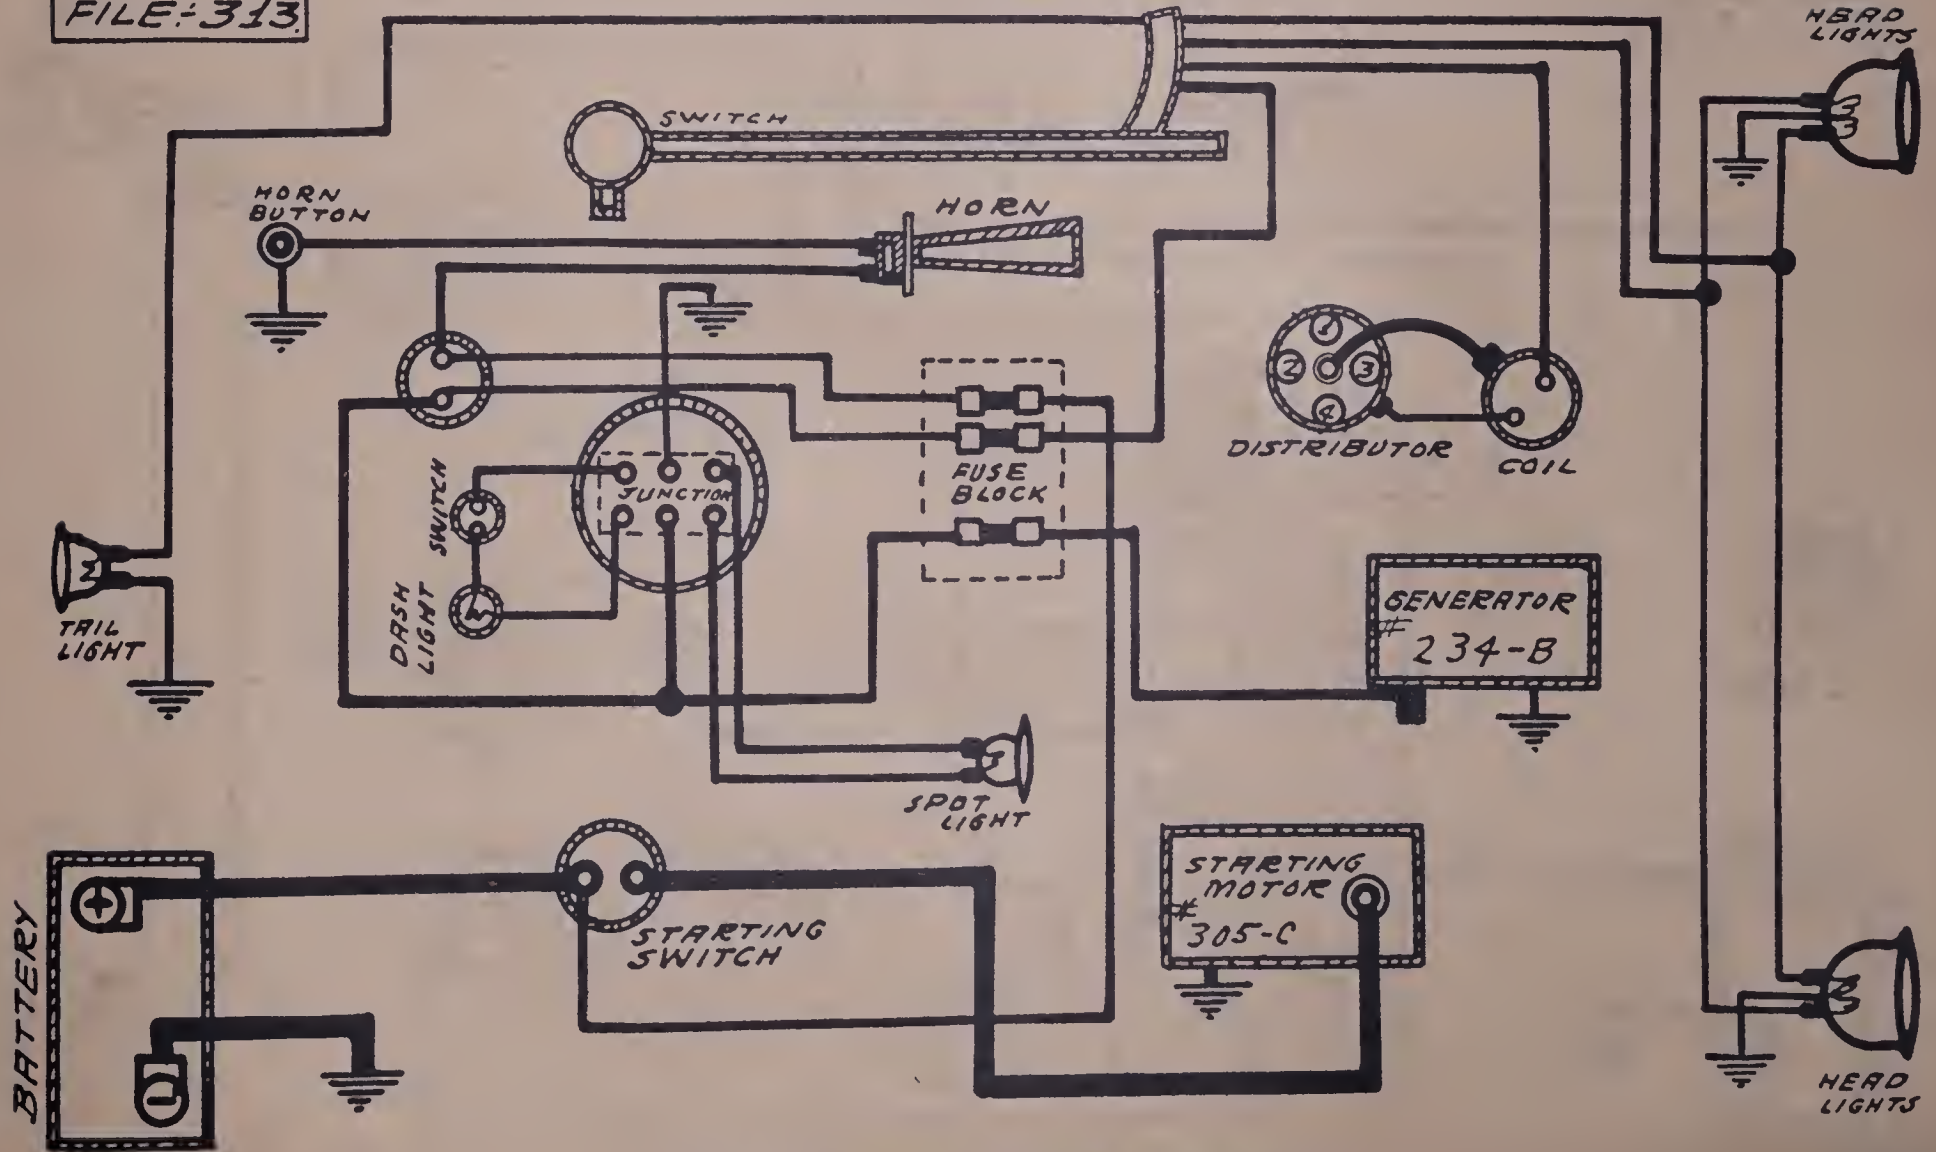 FILE:-313.
HEAD
LIGHTS
SWITCH
HORN
BUTTON
HORN
1
2
3
4
DISTRIBUTOR
COIL
FUSE
BLOCK
JUNCTION
SWITCH
DASH
LIGHT
TAIL
LIGHT
GENERATOR
# 234-B
SPOT
LIGHT
STARTING
MOTOR
# 305-C
STARTING
SWITCH
BATTERY
+
-
HEAD
LIGHTS